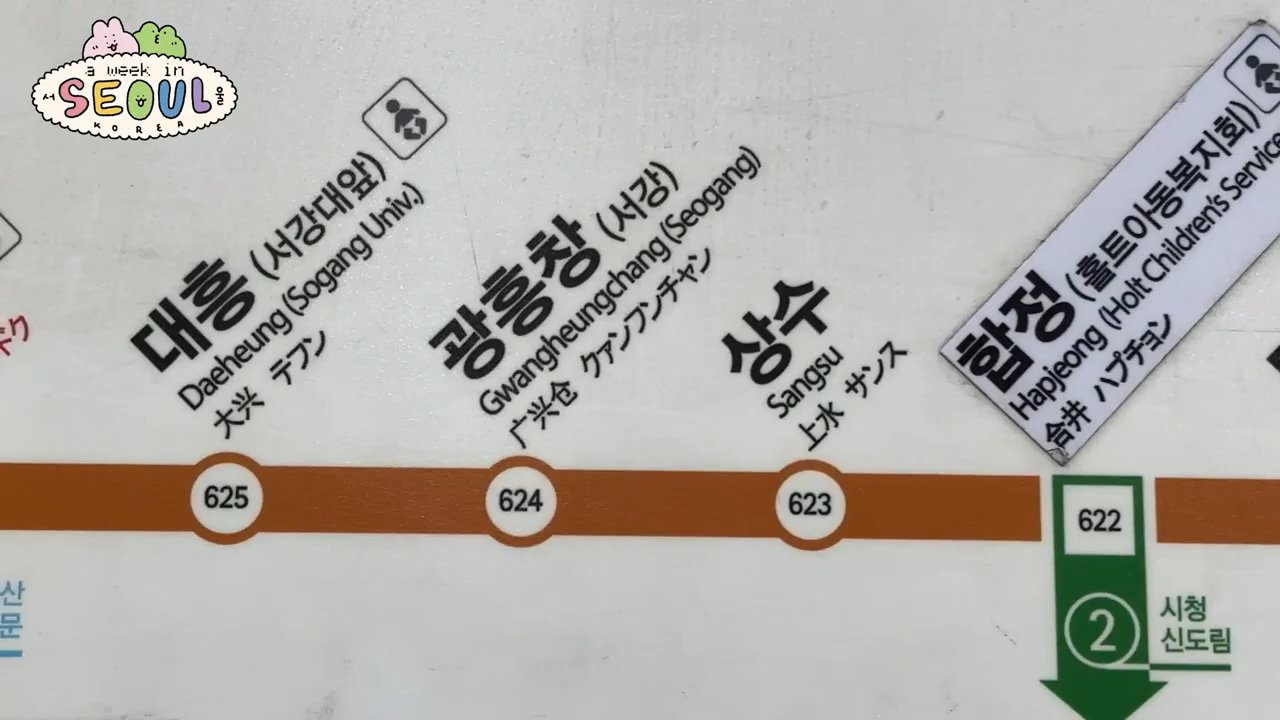 a week in
서 SEOUL 울
KOREA
ドク
대흥 (서강대앞)
Daeheung (Sogang Univ.)
大兴 テフン
광흥창 (서강)
Gwangheungchang (Seogang)
广兴仓 クァンフンチャン
상수
Sangsu
上水 サンス
합정 (홀트아동복지회)
Hapjeong (Holt Children's Service
合井 ハプチョン
625
624
623
622
산
문
2
시청
신도림